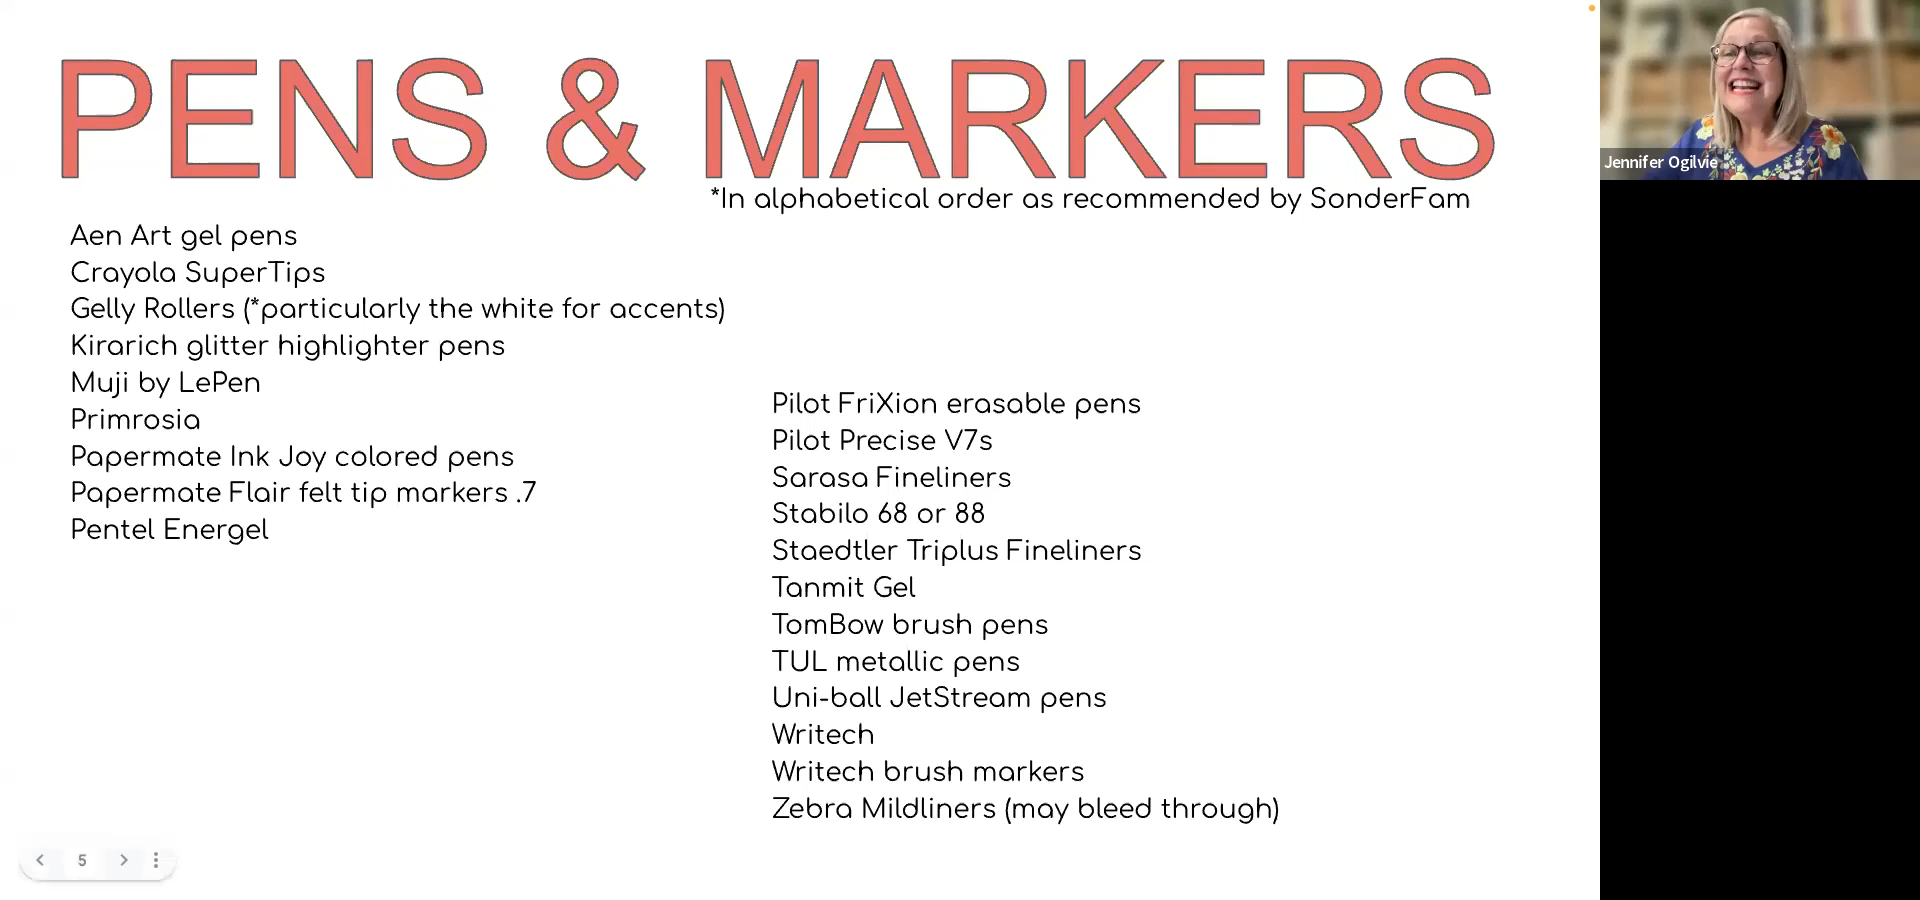 PENS & MARKERS
*In alphabetical order as recommended by SonderFam
Aen Art gel pens
Crayola SuperTips
Gelly Rollers (*particularly the white for accents)
Kirarich glitter highlighter pens
Muji by LePen
Primrosia
Papermate Ink Joy colored pens
Papermate Flair felt tip markers .7
Pentel Energel
Pilot FriXion erasable pens
Pilot Precise V7s
Sarasa Fineliners
Stabilo 68 or 88
Staedtler Triplus Fineliners
Tanmit Gel
TomBow brush pens
TUL metallic pens
Uni-ball JetStream pens
Writech
Writech brush markers
Zebra Mildliners (may bleed through)
5
Jennifer Ogilvie